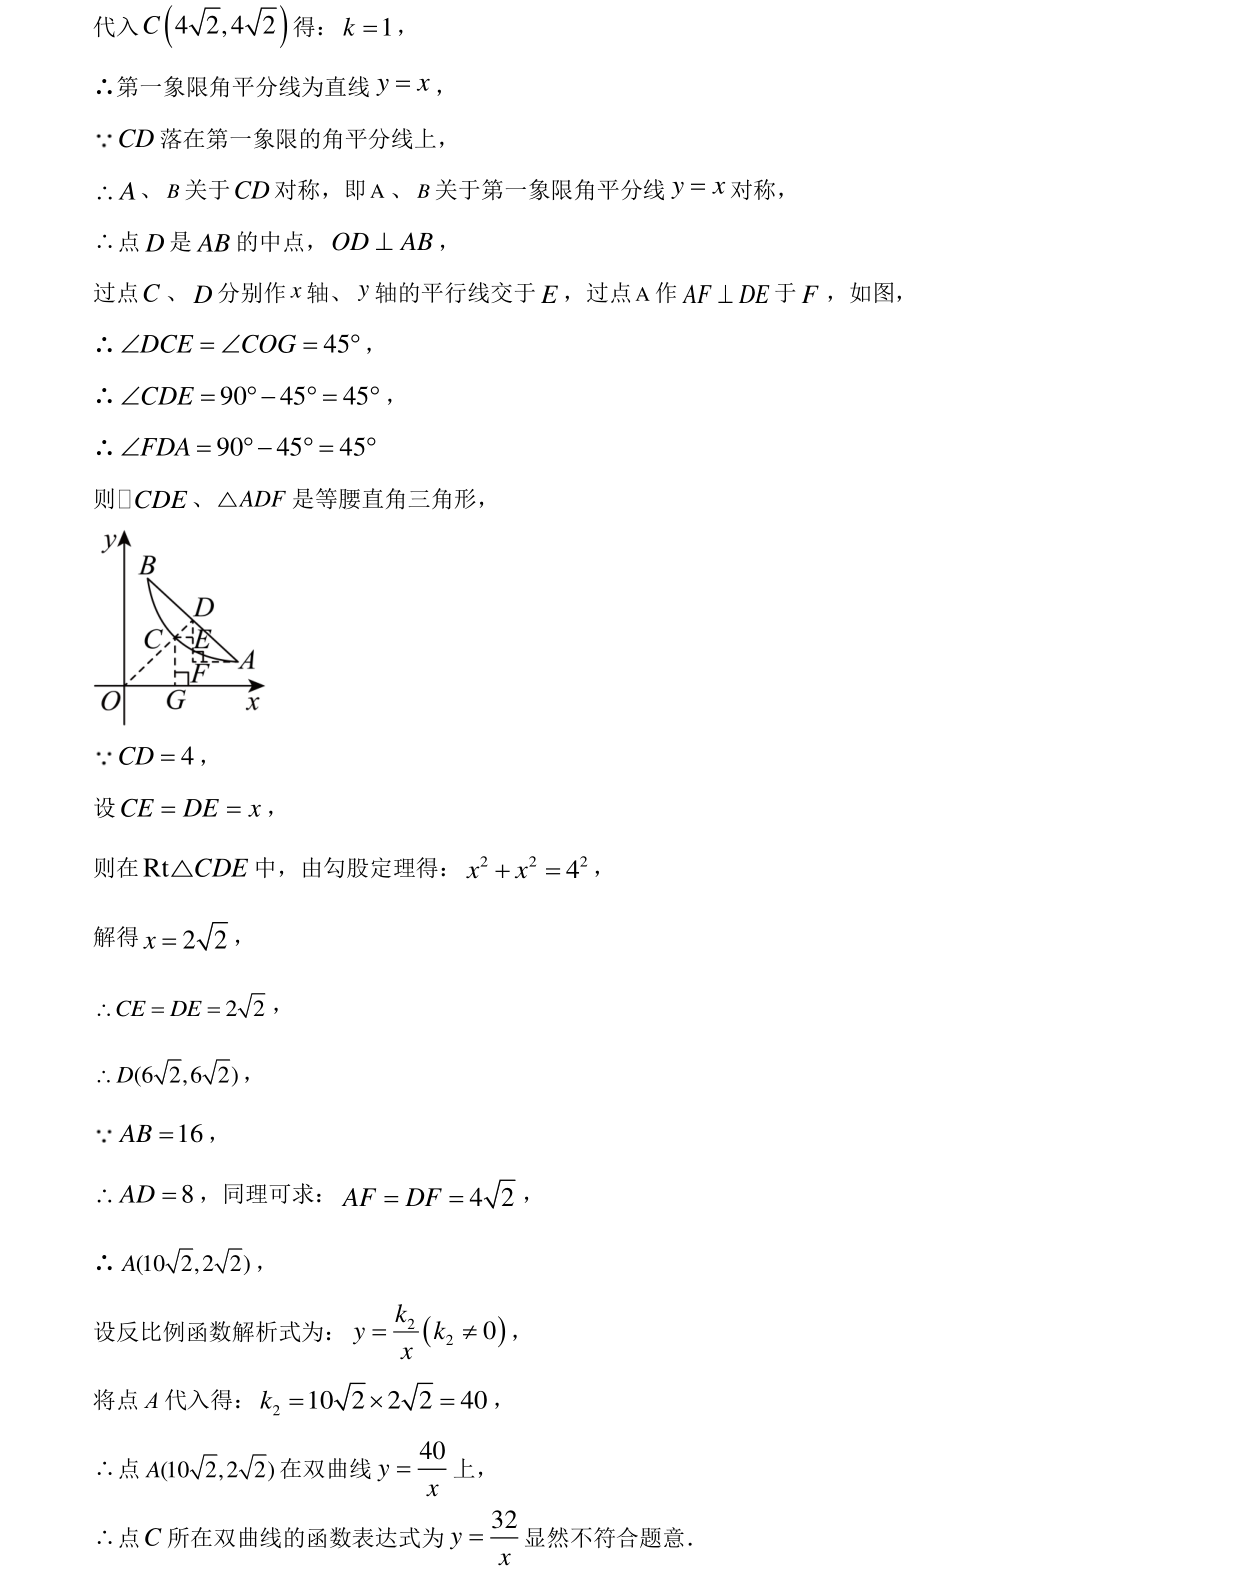 代入C(4√2,4√2)得：k=1，
∴第一象限角平分线为直线y=x，
∵CD落在第一象限的角平分线上，
∴A、B关于CD对称，即A、B关于第一象限角平分线y=x对称，
∴点D是AB的中点，OD⊥AB，
过点C、D分别作x轴、y轴的平行线交于E，过点A作AF⊥DE于F，如图，
∴∠DCE=∠COG=45°，
∴∠CDE=90°−45°=45°，
∴∠FDA=90°−45°=45°
则□CDE、△ADF是等腰直角三角形，
y
B
D
C
E
A
F
O
G
x
∵CD=4，
设CE=DE=x，
则在Rt△CDE中，由勾股定理得：x²+x²=4²，
解得x=2√2，
∴CE=DE=2√2，
∴D(6√2,6√2)，
∵AB=16，
∴AD=8，同理可求：AF=DF=4√2，
∴A(10√2,2√2)，
设反比例函数解析式为：y=k₂/x(k₂≠0)，
将点A代入得：k₂=10√2×2√2=40，
∴点A(10√2,2√2)在双曲线y=40/x上，
∴点C所在双曲线的函数表达式为y=32/x显然不符合题意．